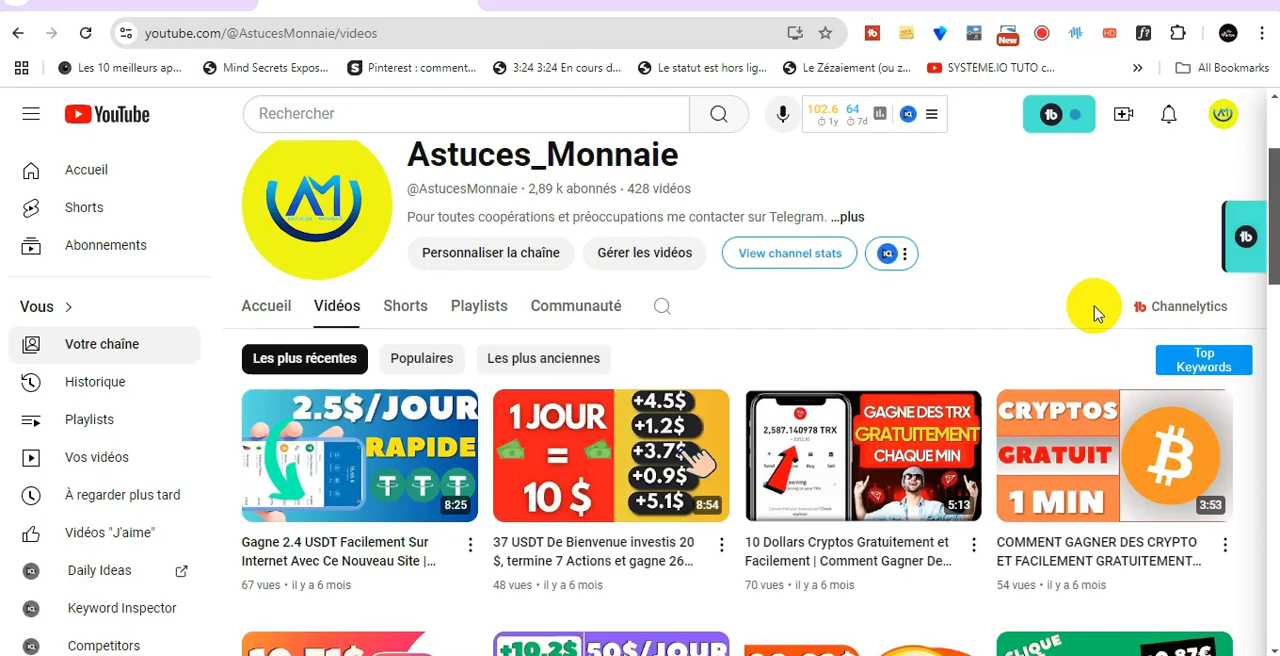 youtube.com/@AstucesMonnaie/videos
New
HD
f?
Les 10 meilleurs ap...
Mind Secrets Expos...
Pinterest : comment...
3:24 3:24 En cours d...
Le statut est hors lig...
Le Zézaiement (ou z...
SYSTEME.IO TUTO c...
»
All Bookmarks
YouTube
Rechercher
102.6 64
1y 7d
Accueil
Shorts
Abonnements
Vous
Votre chaîne
Historique
Playlists
Vos vidéos
À regarder plus tard
Vidéos "J'aime"
Daily Ideas
Keyword Inspector
Competitors
AM
Astuces_Monnaie
@AstucesMonnaie • 2,89 k abonnés • 428 vidéos
Pour toutes coopérations et préoccupations me contacter sur Telegram. ...plus
Personnaliser la chaîne
Gérer les vidéos
View channel stats
Accueil
Vidéos
Shorts
Playlists
Communauté
Channelytics
Les plus récentes
Populaires
Les plus anciennes
Top
Keywords
2.5$/JOUR
RAPIDE
8:25
Gagne 2.4 USDT Facilement Sur
Internet Avec Ce Nouveau Site |...
67 vues • il y a 6 mois
1 JOUR
=
10 $
+4.5$
+1.2$
+3.7$
+0.9$
+5.1$
8:54
37 USDT De Bienvenue investis 20
$, termine 7 Actions et gagne 26...
48 vues • il y a 6 mois
2,587.140978 TRX
GAGNE DES TRX
GRATUITEMENT
CHAQUE MIN
5:13
10 Dollars Cryptos Gratuitement et
Facilement | Comment Gagner De...
70 vues • il y a 6 mois
CRYPTOS
GRATUIT
1 MIN
3:53
COMMENT GAGNER DES CRYPTO
ET FACILEMENT GRATUITEMENT...
54 vues • il y a 6 mois
50$/JOUR
CLIQUE